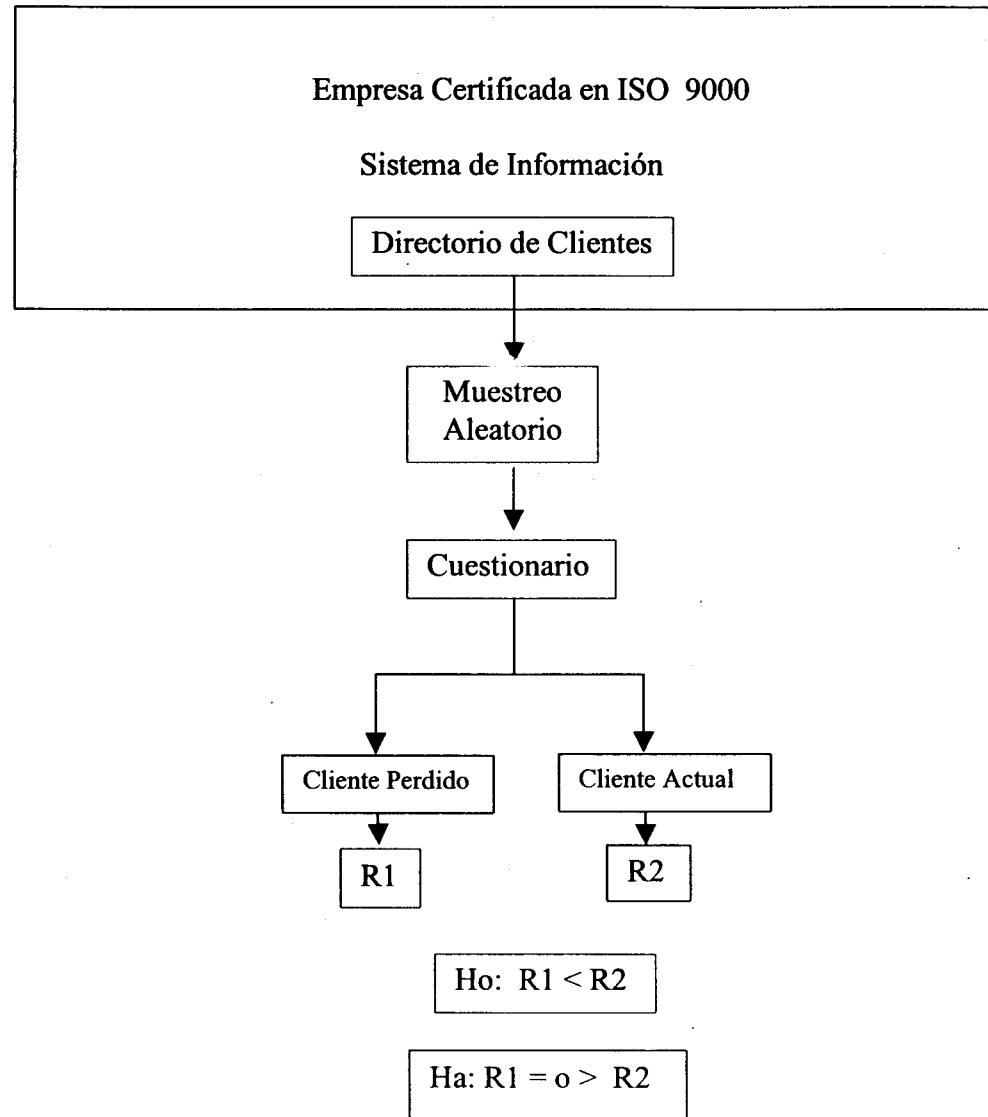 Empresa Certificada en ISO 9000
Sistema de Información
Directorio de Clientes
Muestreo
Aleatorio
Cuestionario
Cliente Perdido
Cliente Actual
R1
R2
Ho: R1 < R2
Ha: R1 = o > R2